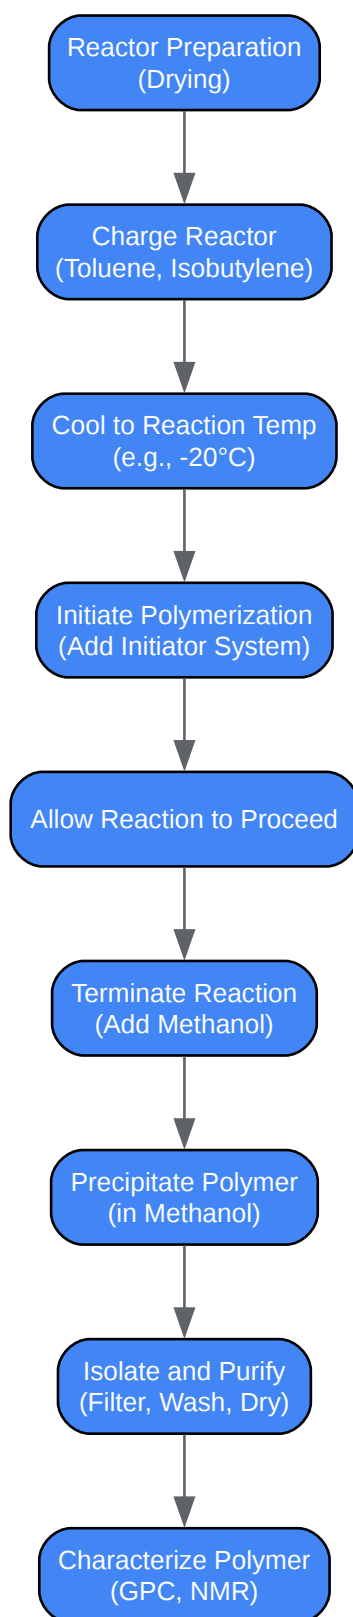 Reactor Preparation
(Drying)
Charge Reactor
(Toluene, Isobutylene)
Cool to Reaction Temp
(e.g., -20°C)
Initiate Polymerization
(Add Initiator System)
Allow Reaction to Proceed
Terminate Reaction
(Add Methanol)
Precipitate Polymer
(in Methanol)
Isolate and Purify
(Filter, Wash, Dry)
Characterize Polymer
(GPC, NMR)